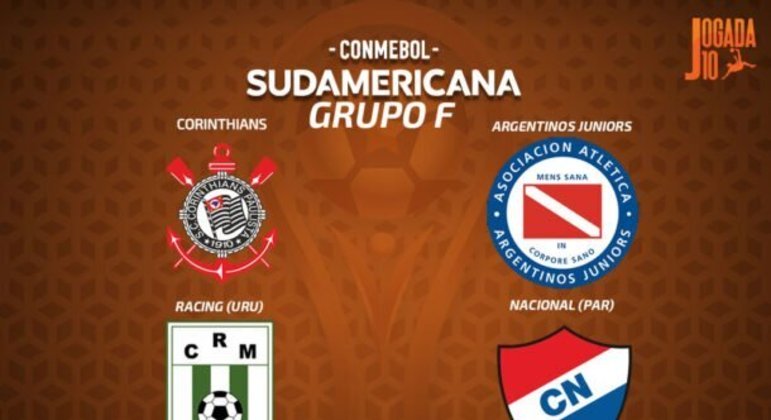 JOGADA
10
- CONMEBOL -
SUDAMERICANA
GRUPO F
CORINTHIANS
ARGENTINOS JUNIORS
S.C. CORINTHIANS PAULISTA
1910
ASOCIACION ATLETICA
MENS SANA
IN
CORPORE SANO
ARGENTINOS JUNIORS
RACING (URU)
NACIONAL (PAR)
C R M
CN